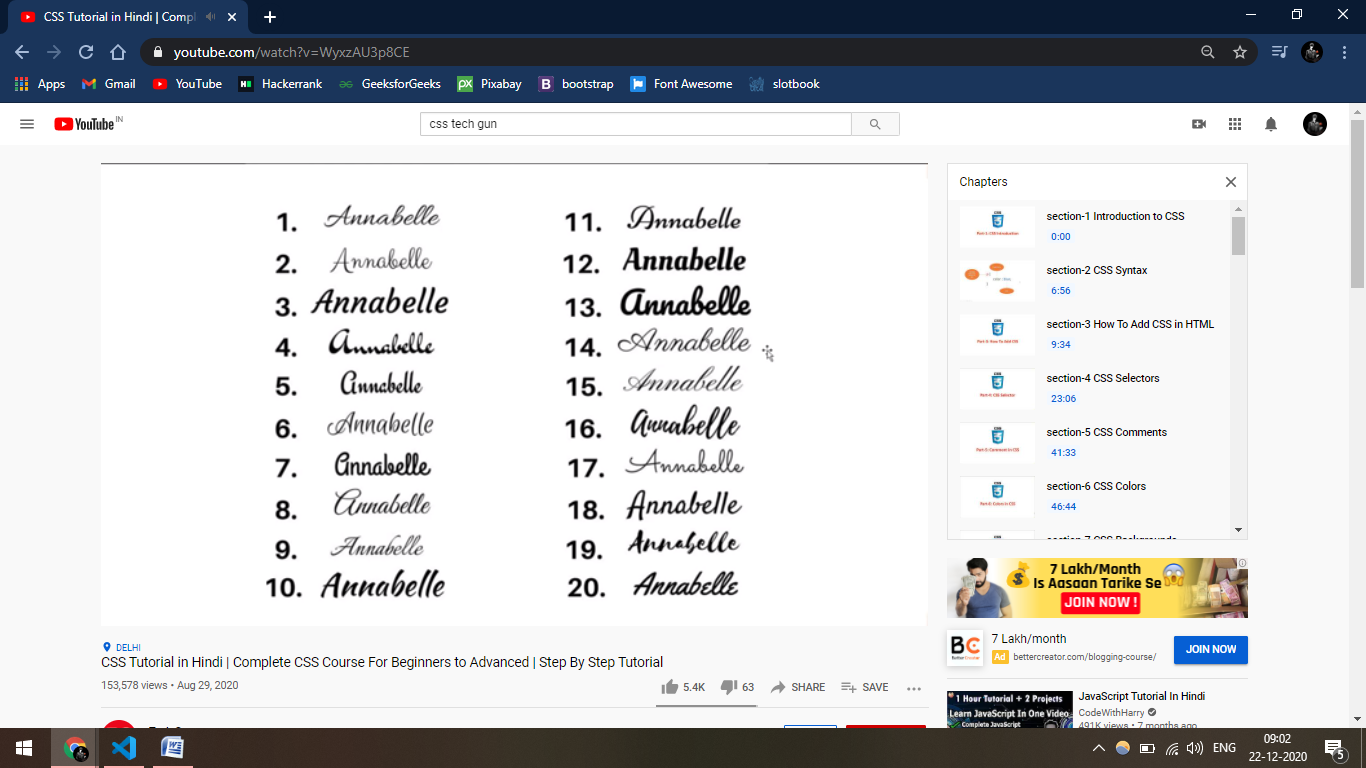 CSS Tutorial in Hindi | Compl
youtube.com/watch?v=WyxzAU3p8CE
Apps Gmail YouTube Hackerrank GeeksforGeeks Pixabay bootstrap Font Awesome slotbook
YouTube IN
css tech gun
1. Annabelle
2. Annabelle
3. Annabelle
4. Annabelle
5. Annabelle
6. Annabelle
7. Annabelle
8. Annabelle
9. Annabelle
10. Annabelle
11. Annabelle
12. Annabelle
13. Annabelle
14. Annabelle
15. Annabelle
16. Annabelle
17. Annabelle
18. Annabelle
19. Annabelle
20. Annabelle
DELHI
CSS Tutorial in Hindi | Complete CSS Course For Beginners to Advanced | Step By Step Tutorial
153,578 views • Aug 29, 2020
5.4K 63 SHARE SAVE
Chapters
section-1 Introduction to CSS
0:00
section-2 CSS Syntax
6:56
section-3 How To Add CSS in HTML
9:34
section-4 CSS Selectors
23:06
section-5 CSS Comments
41:33
section-6 CSS Colors
46:44
section-7 CSS Backgrounds
7 Lakh/Month
Is Aasaan Tarike Se
JOIN NOW !
BC
7 Lakh/month
Ad bettercreator.com/blogging-course/
JOIN NOW
1 Hour Tutorial + 2 Projects
Learn JavaScript In One Video
Complete JavaScript
JavaScript Tutorial In Hindi
CodeWithHarry
491K views • 7 months ago
ENG
09:02
22-12-2020
5